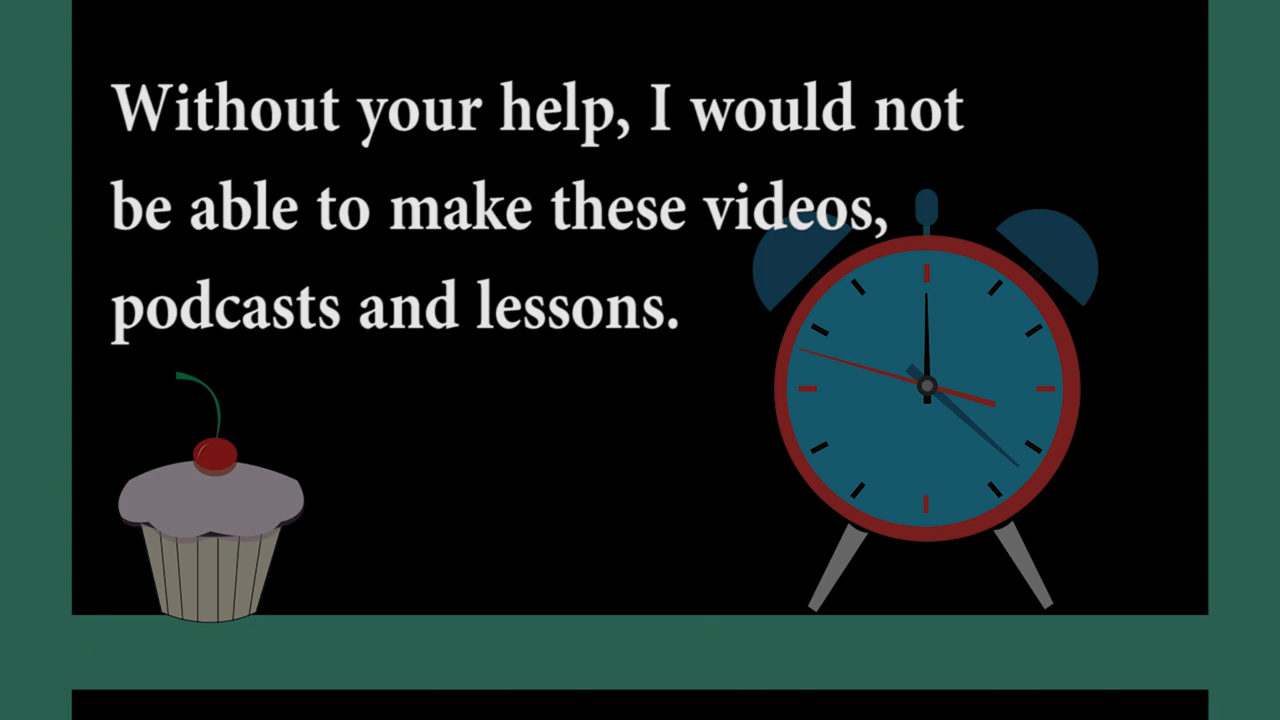 Without your help, I would not
be able to make these videos,
podcasts and lessons.